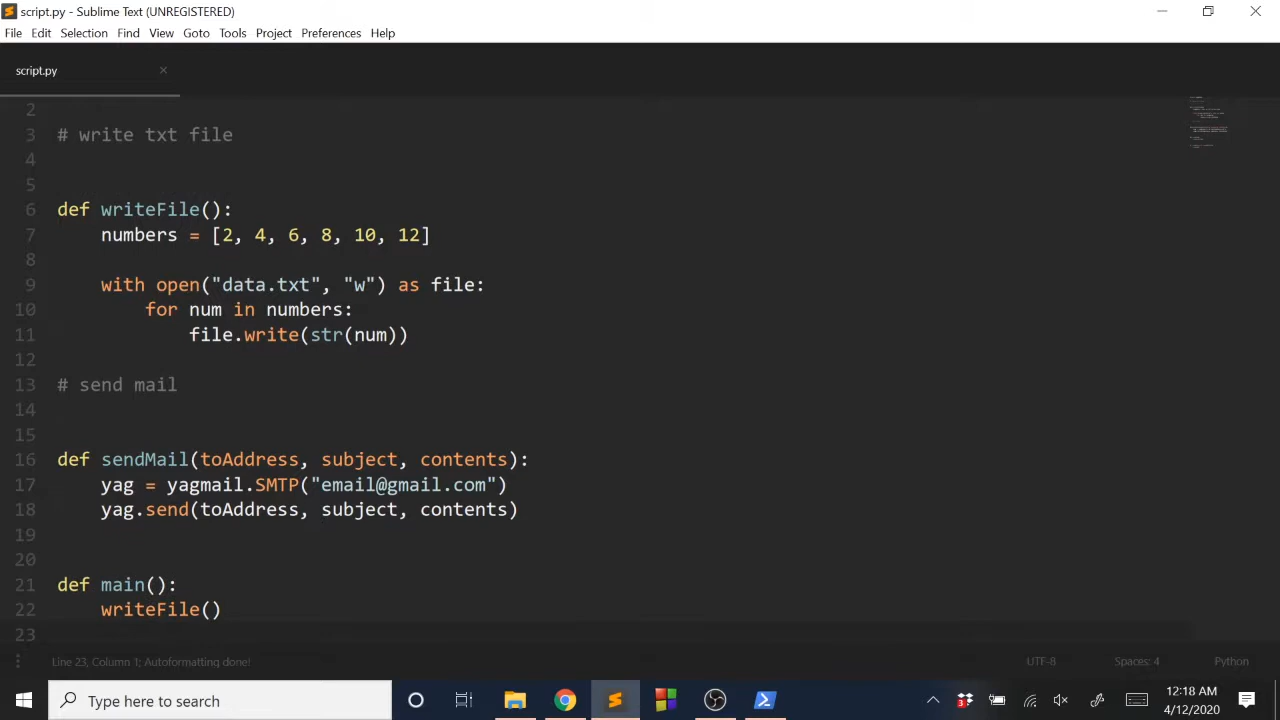 script.py - Sublime Text (UNREGISTERED)
File Edit Selection Find View Goto Tools Project Preferences Help
script.py
2
3 # write txt file
4
5
6 def writeFile():
7 numbers = [2, 4, 6, 8, 10, 12]
8
9 with open("data.txt", "w") as file:
10 for num in numbers:
11 file.write(str(num))
12
13 # send mail
14
15
16 def sendMail(toAddress, subject, contents):
17 yag = yagmail.SMTP("email@gmail.com")
18 yag.send(toAddress, subject, contents)
19
20
21 def main():
22 writeFile()
23
Line 23, Column 1; Autoformatting done! UTF-8 Spaces: 4 Python
Type here to search
3
12:18 AM
4/12/2020